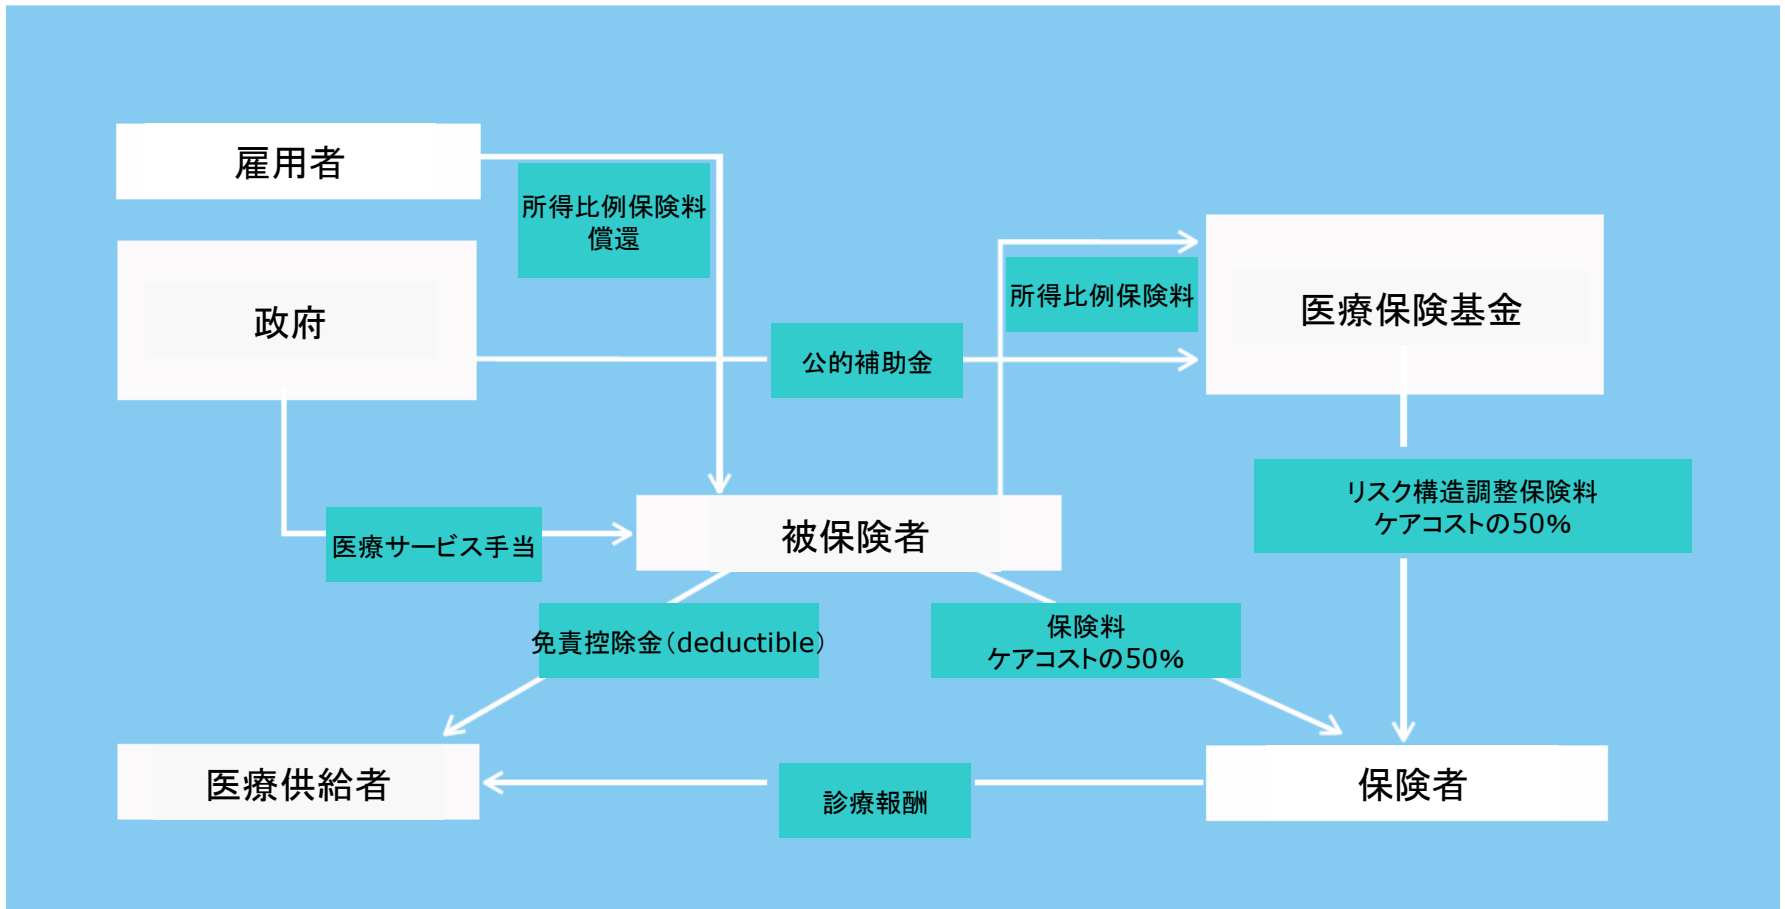 雇用者
所得比例保険料
償還
政府
所得比例保険料
医療保険基金
公的補助金
リスク構造調整保険料
ケアコストの50%
医療サービス手当
被保険者
免責控除金（deductible）
保険料
ケアコストの50%
医療供給者
診療報酬
保険者